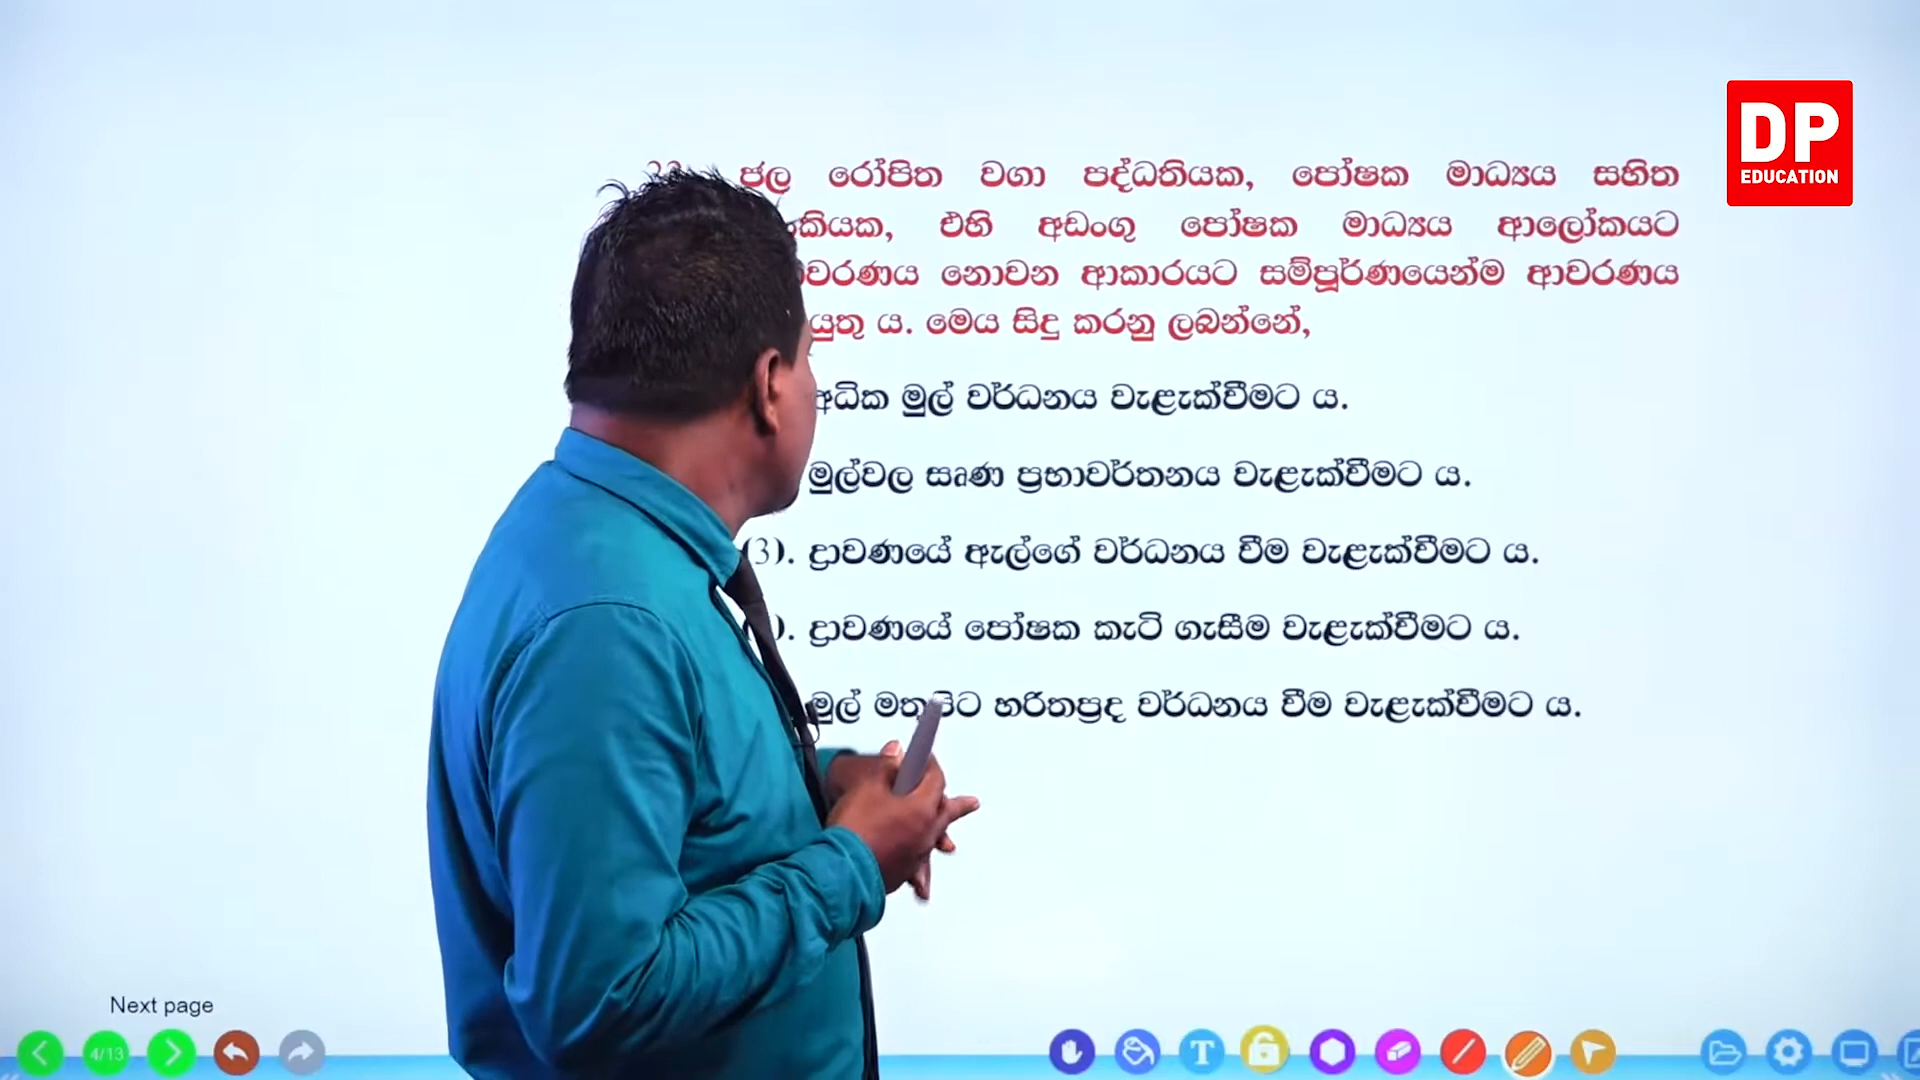 DP
EDUCATION
ජල රෝපිත වගා පද්ධතියක, පෝෂක මාධ්‍යය සහිත
එහි අඩංගු පෝෂක මාධ්‍යය ආලෝකයට
නොවන ආකාරයට සම්පූර්ණයෙන්ම ආවරණය
යුතු ය. මෙය සිදු කරනු ලබන්නේ,
අධික මුල් වර්ධනය වැළැක්වීමට ය.
මුල්වල සෘණ ප්‍රභාවර්තනය වැළැක්වීමට ය.
(3). ද්‍රාවණයේ ඇල්ගේ වර්ධනය වීම වැළැක්වීමට ය.
ද්‍රාවණයේ පෝෂක කැටි ගැසීම වැළැක්වීමට ය.
මුල් මතුපිට හරිතප්‍රද වර්ධනය වීම වැළැක්වීමට ය.
Next page
4/13